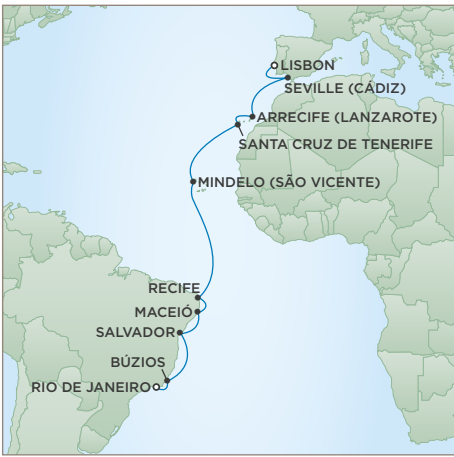 LISBON
SEVILLE (CÁDIZ)
ARRECIFE (LANZAROTE)
SANTA CRUZ DE TENERIFE
MINDELO (SÃO VICENTE)
RECIFE
MACEIÓ
SALVADOR
BÚZIOS
RIO DE JANEIRO